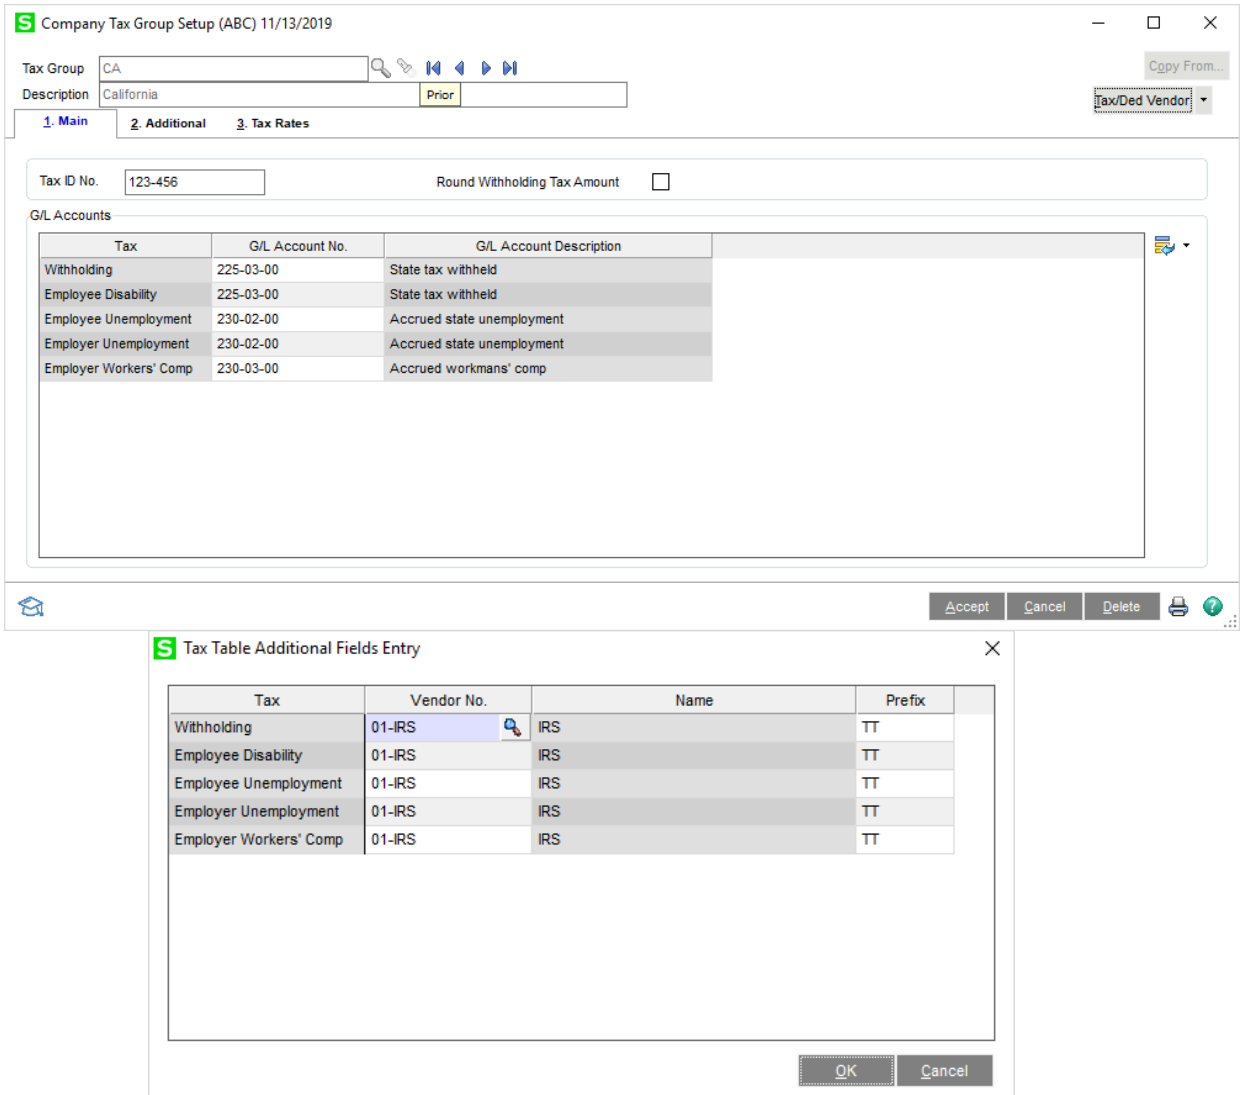 S Company Tax Group Setup (ABC) 11/13/2019
Tax Group CA
Copy From...
Description California Prior
Tax/Ded Vendor
1. Main 2. Additional 3. Tax Rates
Tax ID No. 123-456 Round Withholding Tax Amount
G/L Accounts
Tax G/L Account No. G/L Account Description
Withholding 225-03-00 State tax withheld
Employee Disability 225-03-00 State tax withheld
Employee Unemployment 230-02-00 Accrued state unemployment
Employer Unemployment 230-02-00 Accrued state unemployment
Employer Workers' Comp 230-03-00 Accrued workmans' comp
Accept Cancel Delete ?
S Tax Table Additional Fields Entry
Tax Vendor No. Name Prefix
Withholding 01-IRS IRS TT
Employee Disability 01-IRS IRS TT
Employee Unemployment 01-IRS IRS TT
Employer Unemployment 01-IRS IRS TT
Employer Workers' Comp 01-IRS IRS TT
OK Cancel